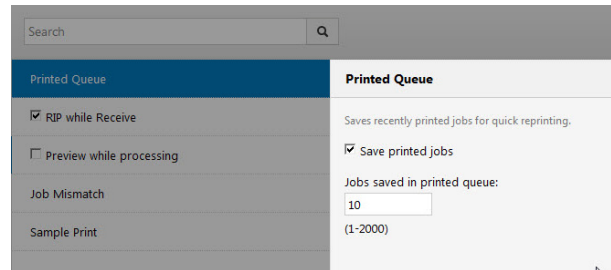 Search
Printed Queue
RIP while Receive
Preview while processing
Job Mismatch
Sample Print
Printed Queue
Saves recently printed jobs for quick reprinting.
Save printed jobs
Jobs saved in printed queue:
10
(1-2000)